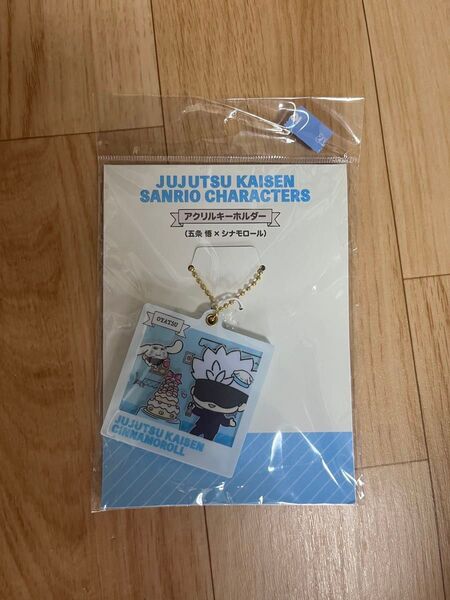 JUJUTSU KAISEN
SANRIO CHARACTERS
アクリルキーホルダー
(五条 悟×シナモロール)
OYATSU
JUJUTSU KAISEN
CINNAMOROLL